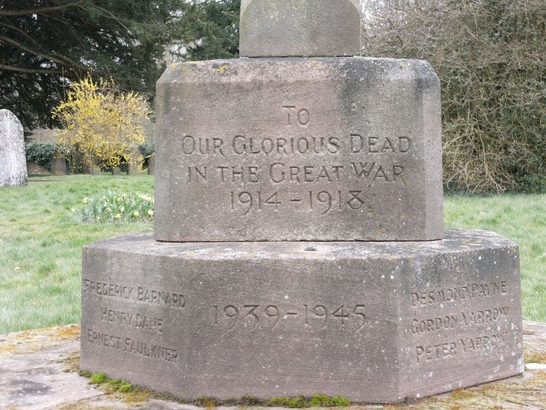 TO
OUR GLORIOUS DEAD
IN THE GREAT WAR
1914-1918
FREDERICK BARNARD
HENRY DALE
ERNEST FAULKNER
1939-1945
DESMOND PAYNE
GORDON YARROW
PETER YARROW